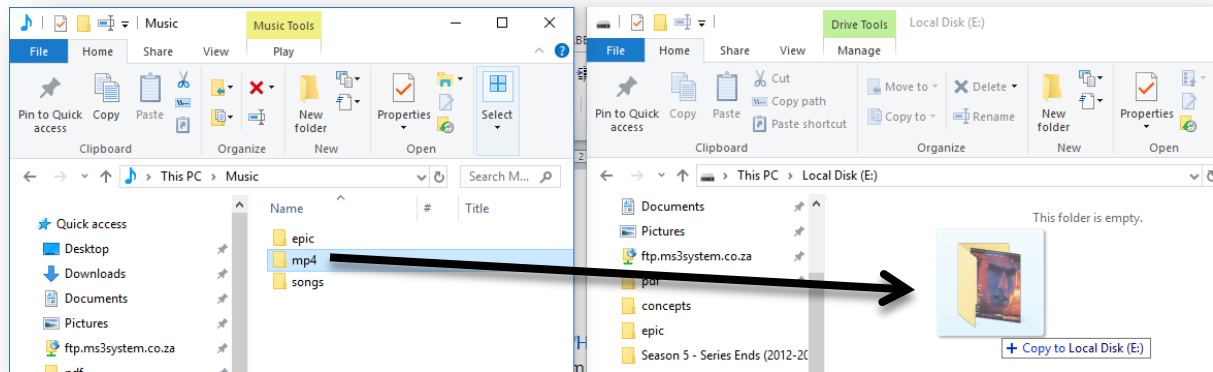 Music
Music Tools
File
Home
Share
View
Play
Pin to Quick access
Copy
Paste
New folder
Properties
Select
Clipboard
Organize
New
Open
This PC > Music
Search M...
Name
#
Title
Quick access
Desktop
Downloads
Documents
Pictures
ftp.ms3system.co.za
pdf
epic
mp4
songs
Drive Tools
Local Disk (E:)
File
Home
Share
View
Manage
Pin to Quick access
Copy
Paste
Cut
Copy path
Paste shortcut
Move to
Copy to
Delete
Rename
New folder
Properties
Clipboard
Organize
New
Open
This PC > Local Disk (E:)
Documents
Pictures
ftp.ms3system.co.za
pdf
concepts
epic
Season 5 - Series Ends (2012-20
This folder is empty.
+ Copy to Local Disk (E:)